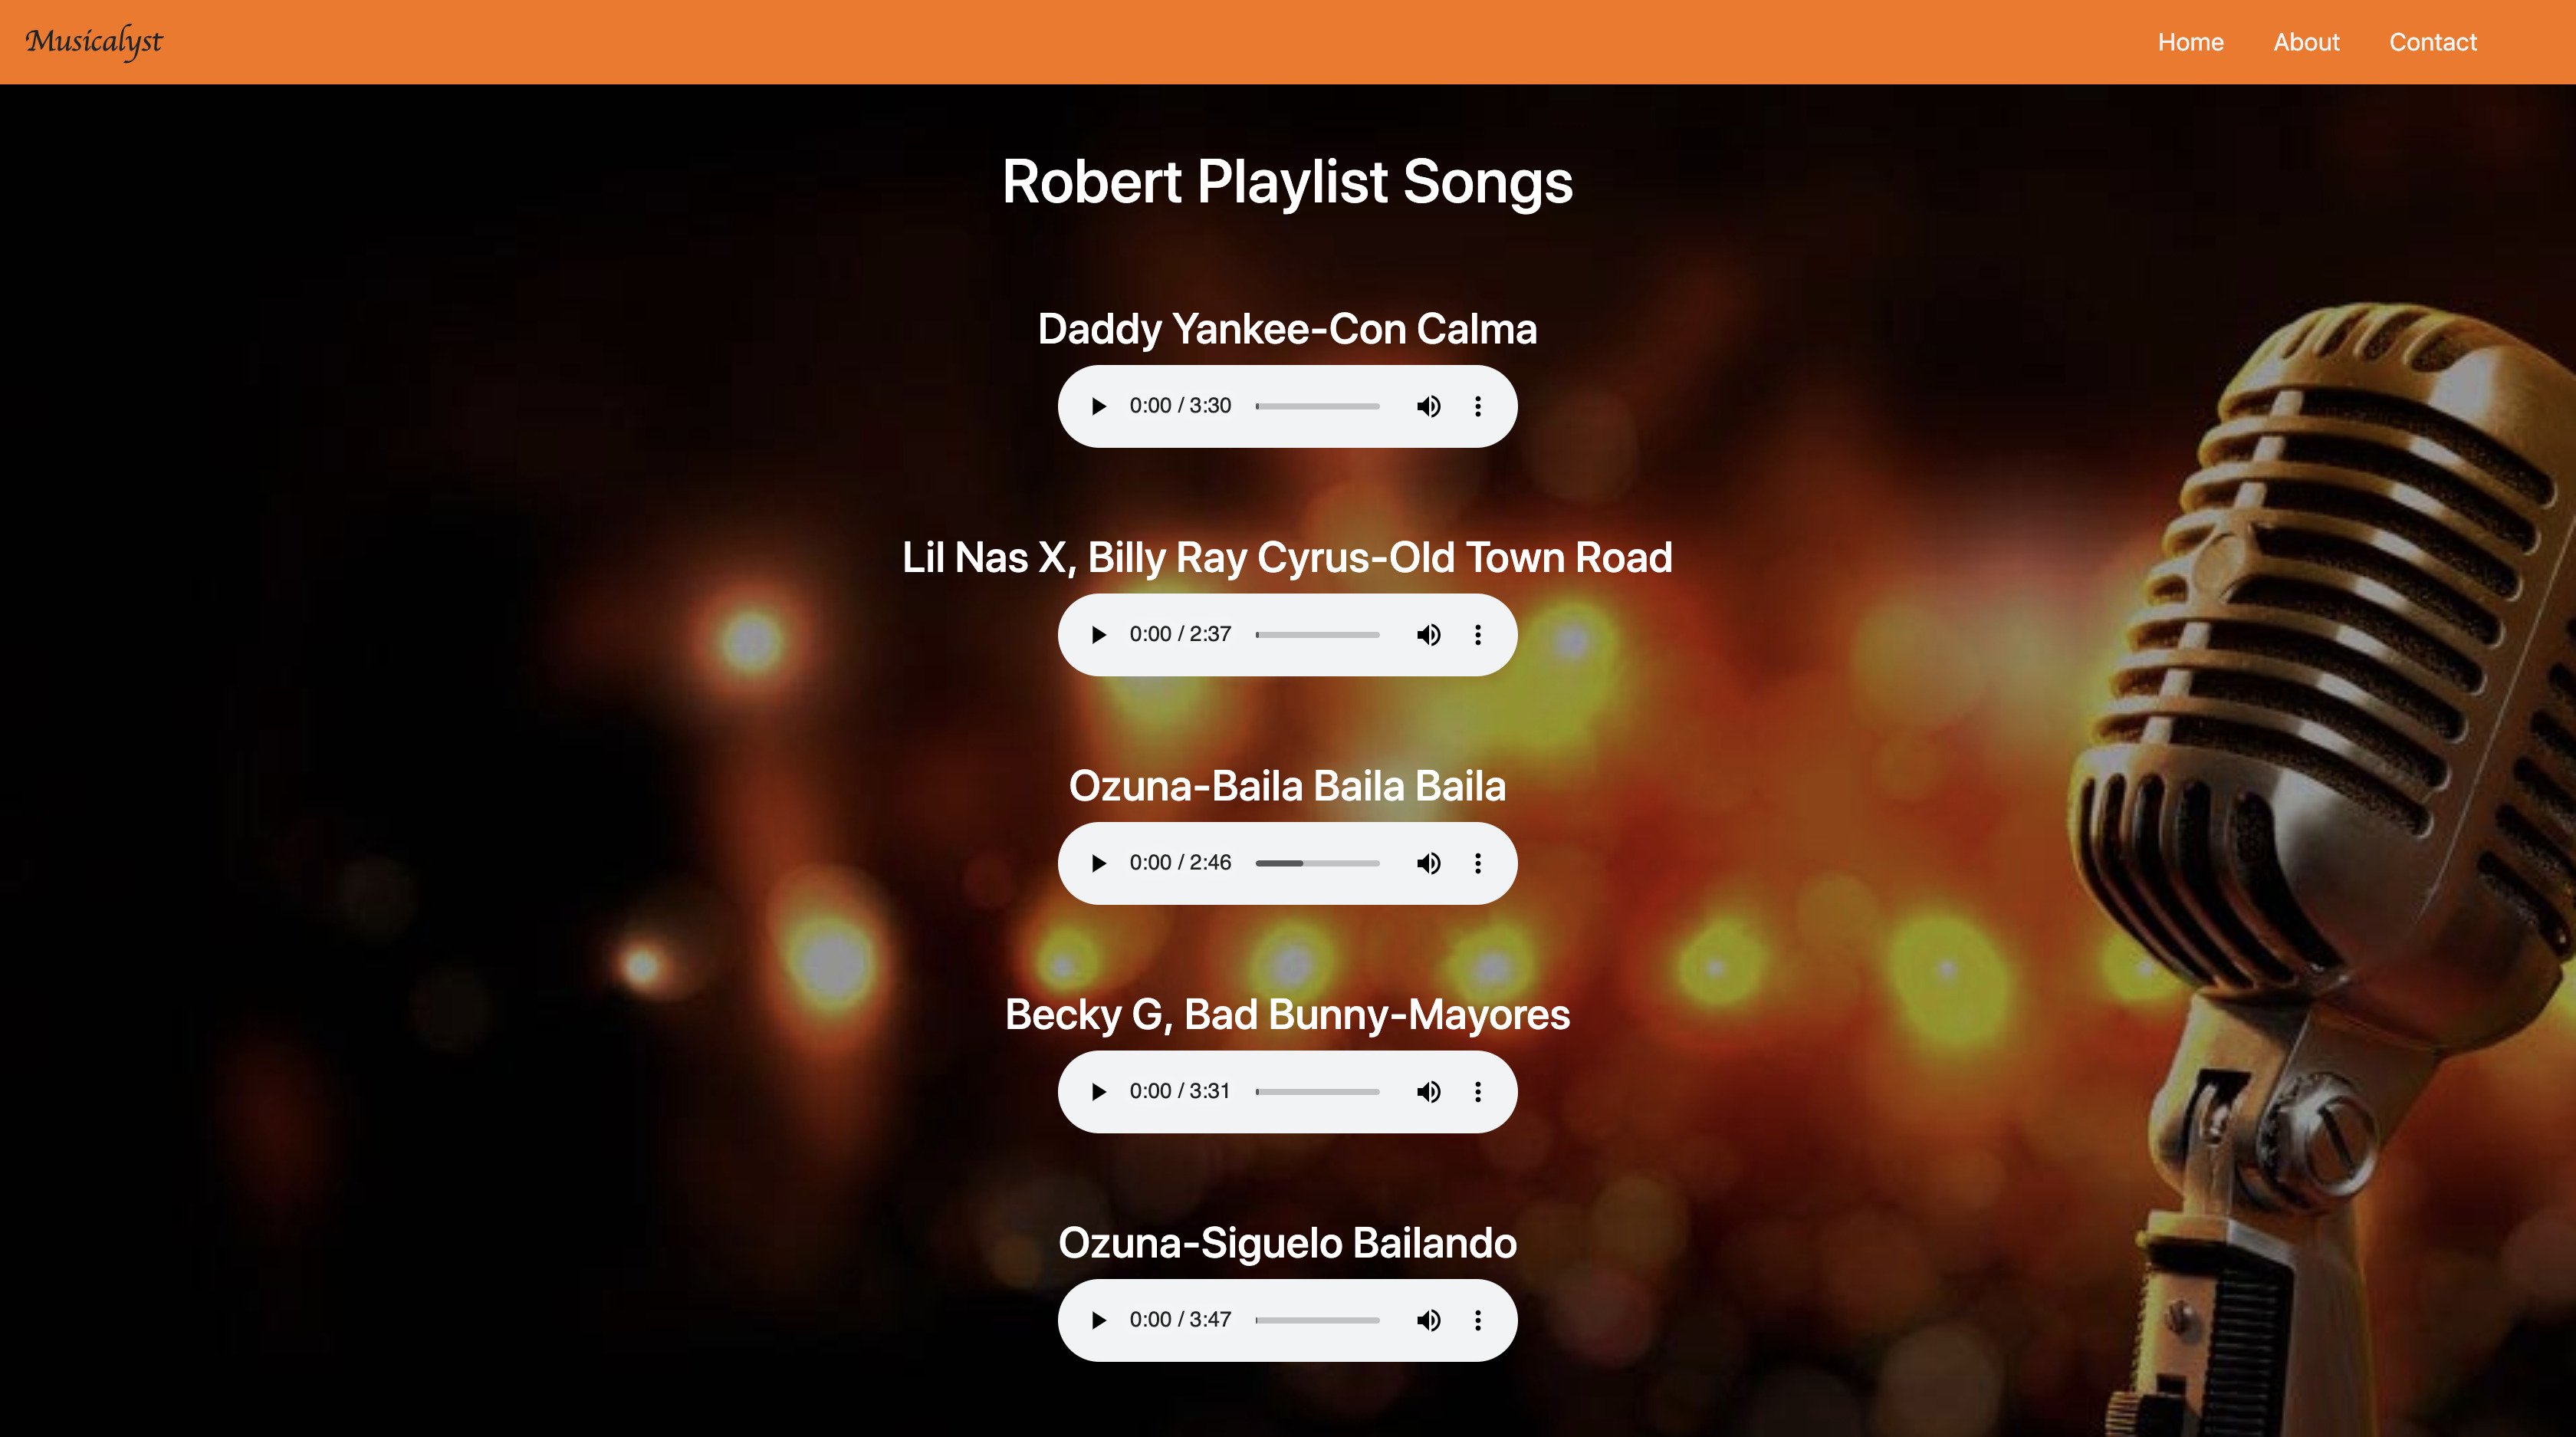 Musicalyst
Home About Contact
Robert Playlist Songs
Daddy Yankee-Con Calma
0:00 / 3:30
Lil Nas X, Billy Ray Cyrus-Old Town Road
0:00 / 2:37
Ozuna-Baila Baila Baila
0:00 / 2:46
Becky G, Bad Bunny-Mayores
0:00 / 3:31
Ozuna-Siguelo Bailando
0:00 / 3:47